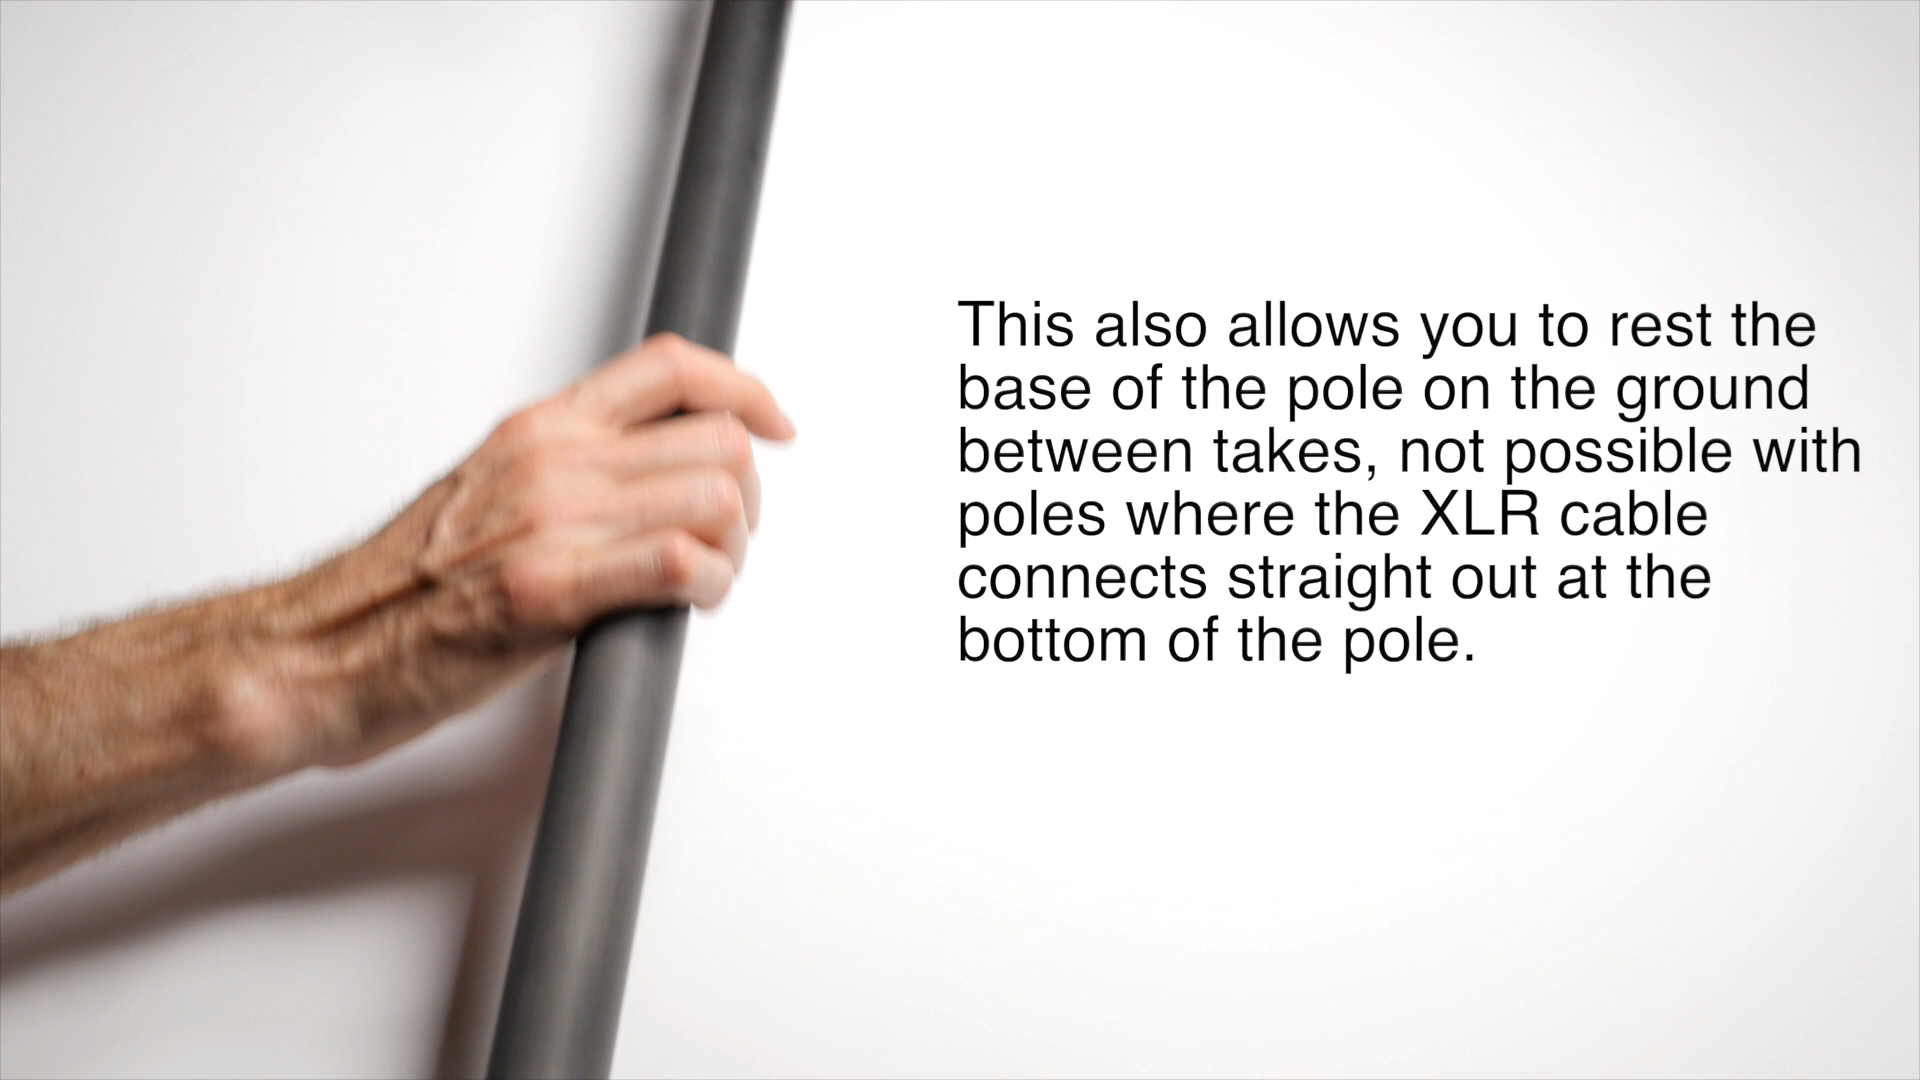 This also allows you to rest the
base of the pole on the ground
between takes, not possible with
poles where the XLR cable
connects straight out at the
bottom of the pole.